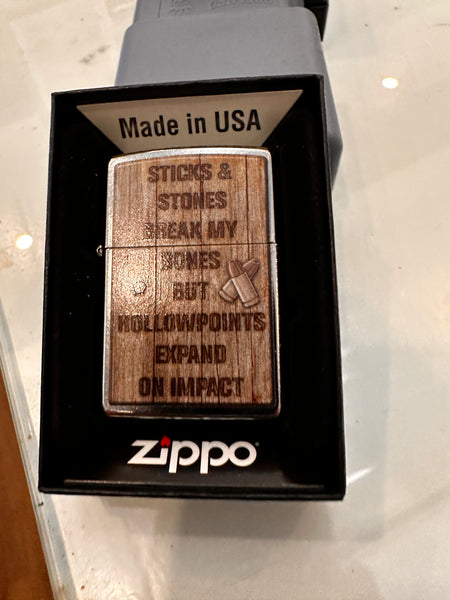 Made in USA
STICKS &
STONES
BREAK MY
BONES
BUT
HOLLOWPOINTS
EXPAND
ON IMPACT
zippo